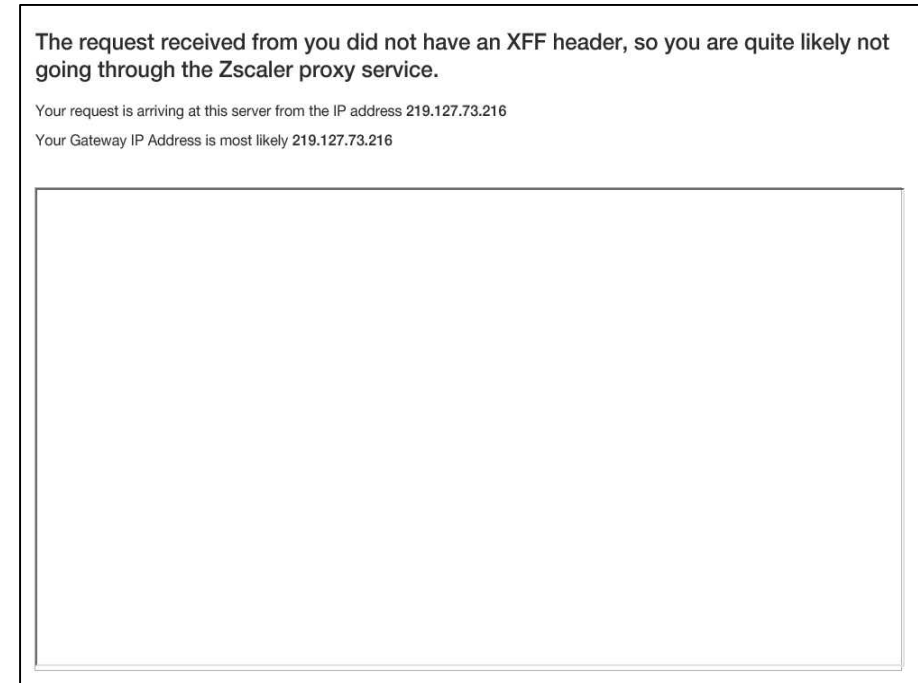 The request received from you did not have an XFF header, so you are quite likely not
going through the Zscaler proxy service.
Your request is arriving at this server from the IP address 219.127.73.216
Your Gateway IP Address is most likely 219.127.73.216